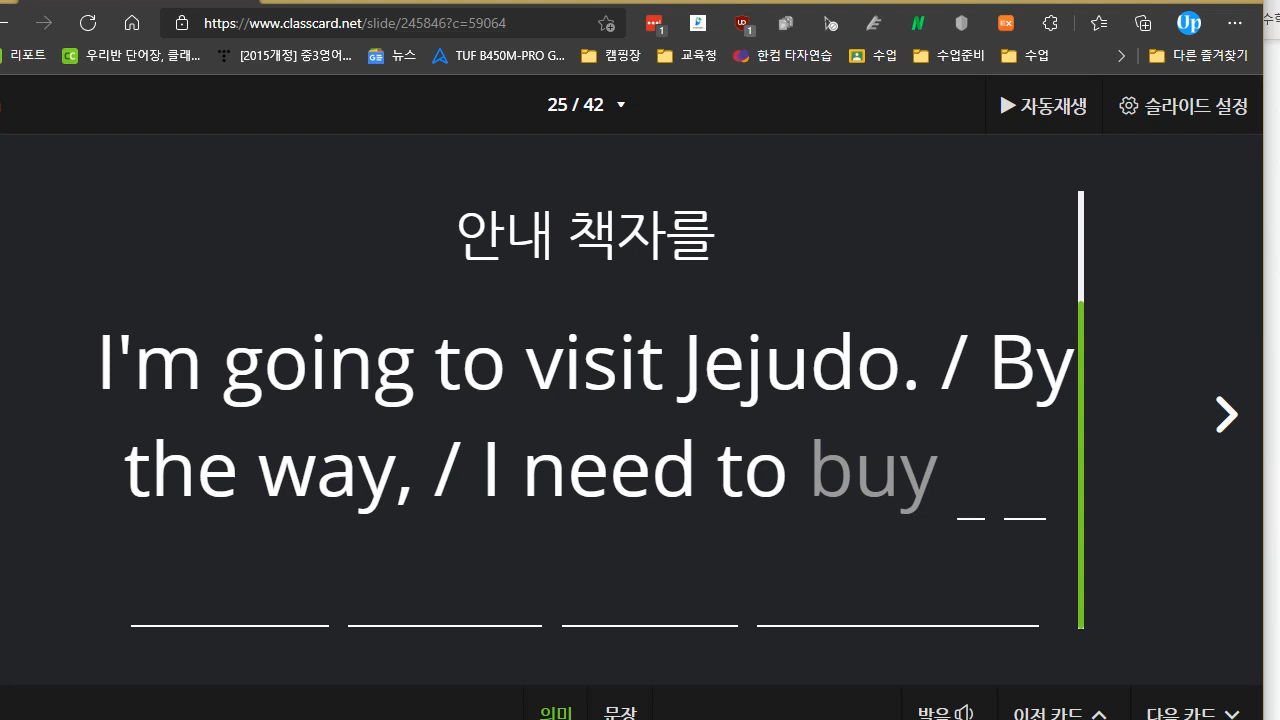 https://www.classcard.net/slide/245846?c=59064
리포트 우리반 단어장, 클래... [2015개정] 중3영어... 뉴스 TUF B450M-PRO G... 캠핑장 교육청 한컴 타자연습 수업 수업준비 수업 다른 즐겨찾기
25 / 42 자동재생 슬라이드 설정
안내 책자를
I'm going to visit Jejudo. / By
the way, / I need to buy
의미 문장 발음 이전 카드 다음 카드